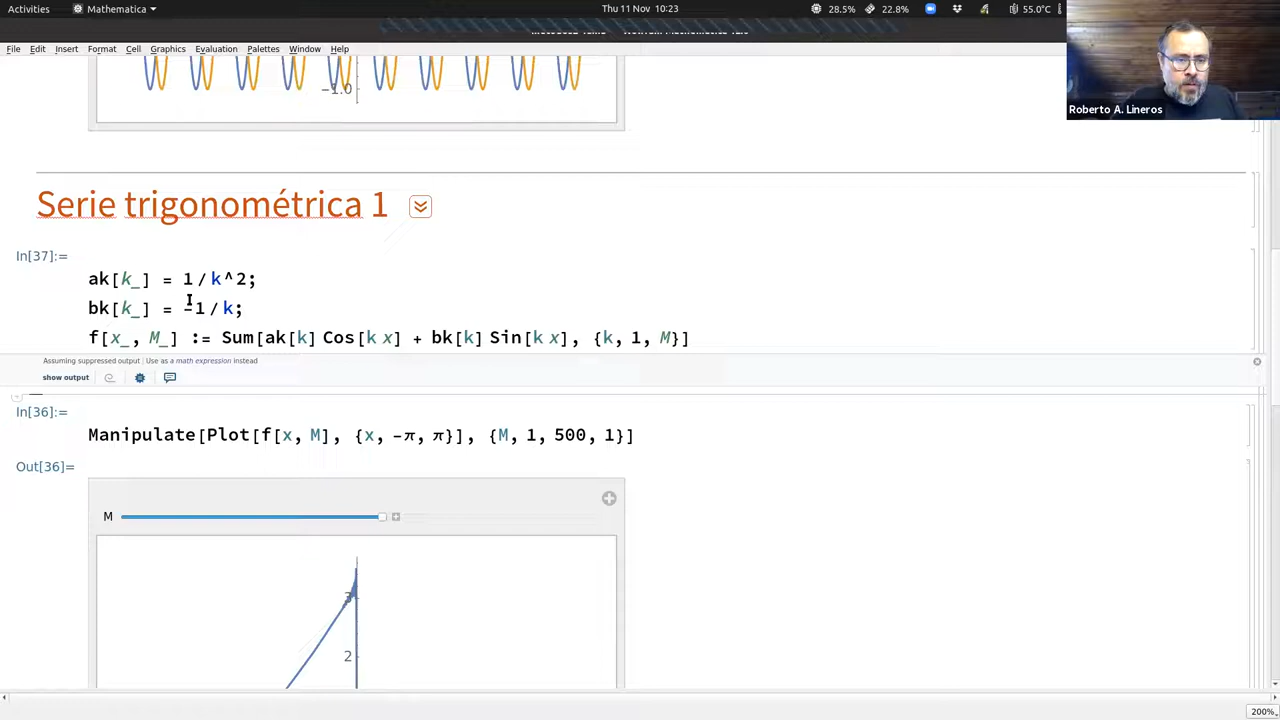 Activities
Mathematica
Thu 11 Nov 10:23
28.5%
22.8%
55.0°C
File Edit Insert Format Cell Graphics Evaluation Palettes Window Help
Roberto A. Lineros
-1.0
Serie trigonométrica 1
In[37]:=
ak[k_] = 1/k^2;
bk[k_] = -1/k;
f[x_, M_] := Sum[ak[k] Cos[k x] + bk[k] Sin[k x], {k, 1, M}]
Assuming suppressed output | Use as a math expression instead
show output
In[36]:=
Manipulate[Plot[f[x, M], {x, -π, π}], {M, 1, 500, 1}]
Out[36]=
M
3
2
200%